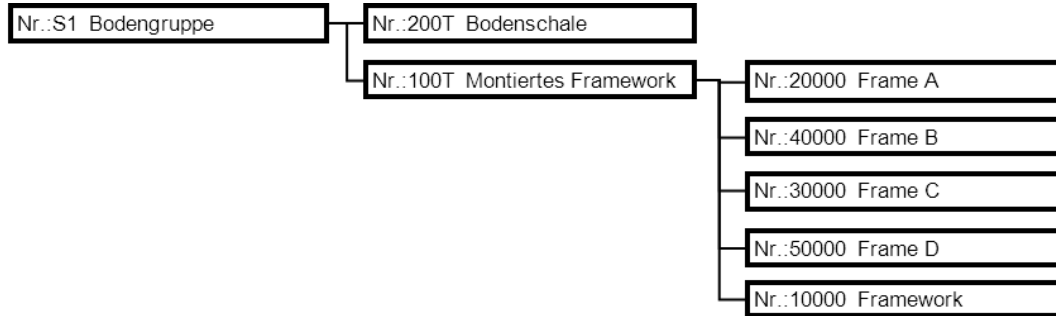 Nr.:S1 Bodengruppe
Nr.:200T Bodenschale
Nr.:100T Montiertes Framework
Nr.:20000 Frame A
Nr.:40000 Frame B
Nr.:30000 Frame C
Nr.:50000 Frame D
Nr.:10000 Framework